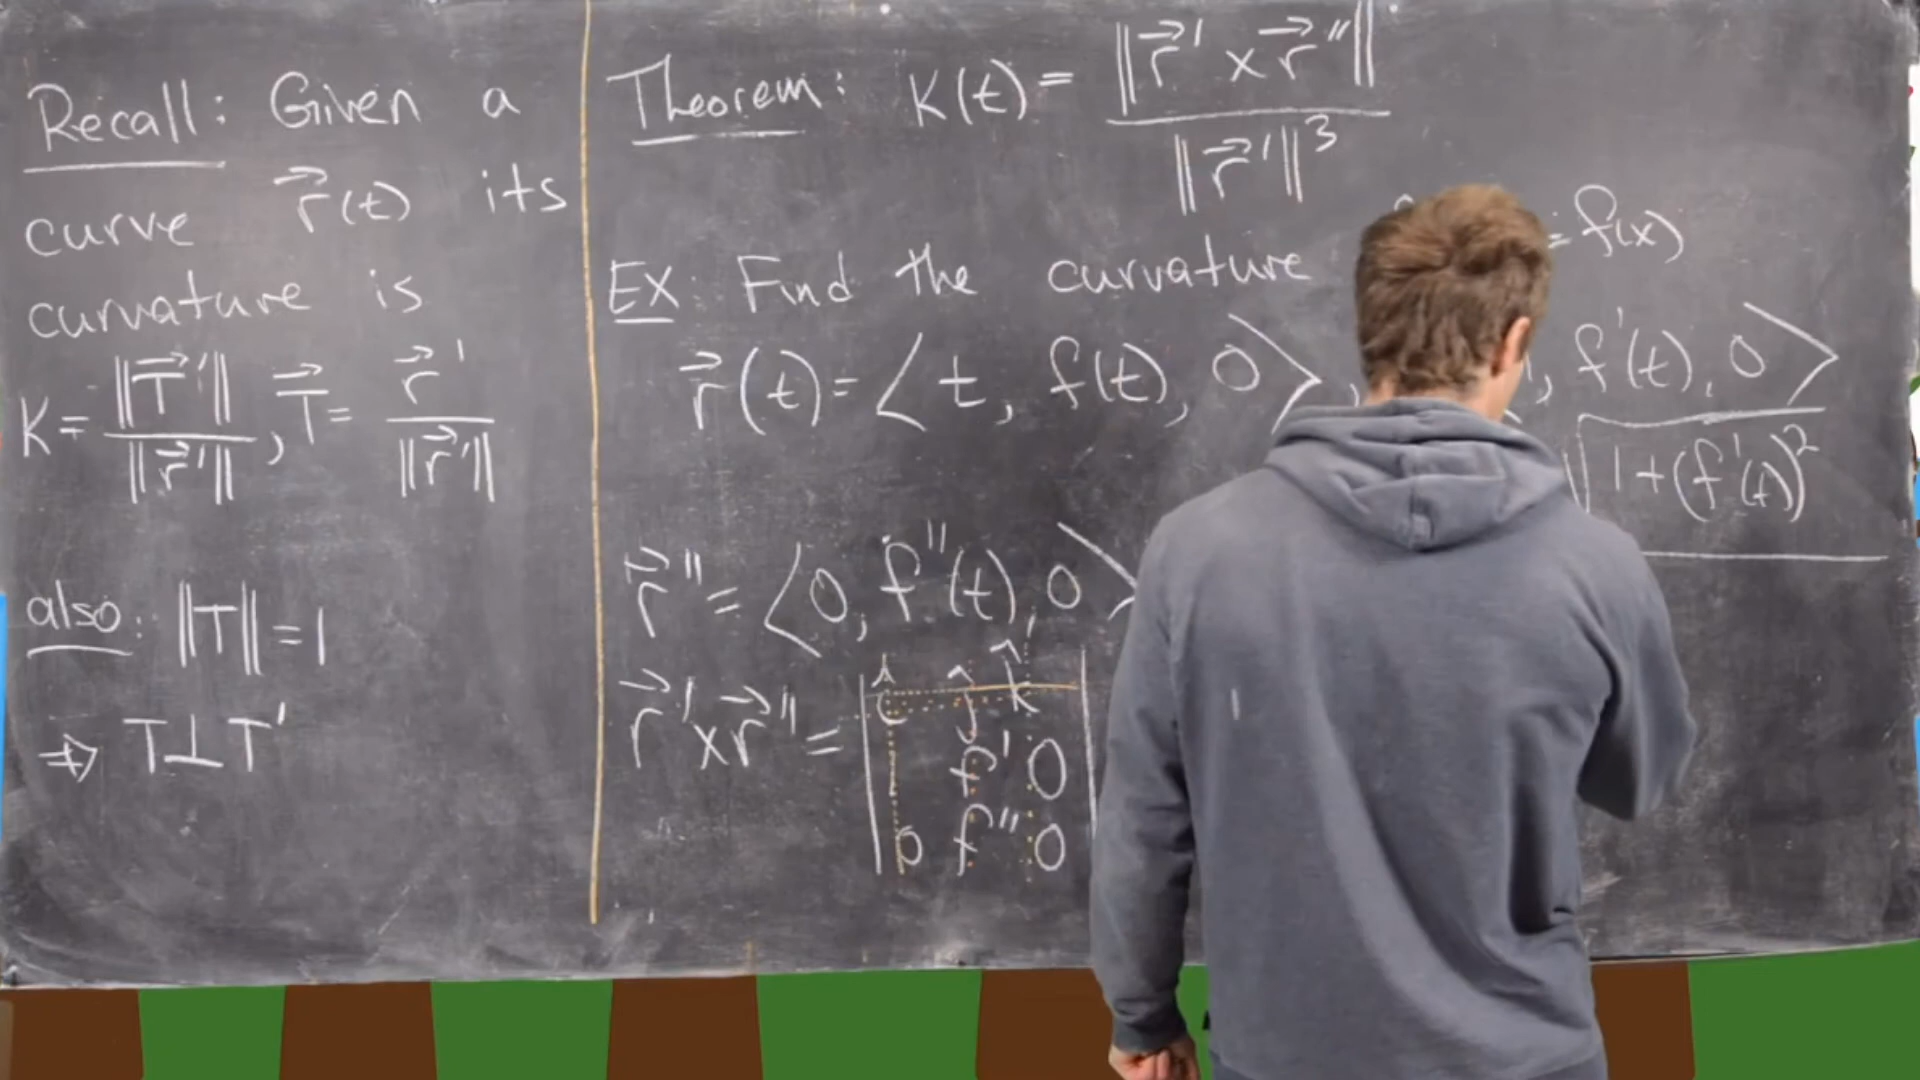 Recall: Given a
curve r⃗(t) its
curvature is
K = ‖T⃗'‖ / ‖r⃗'‖, T⃗ = r⃗' / ‖r⃗'‖
also: ‖T‖ = 1
⇒ T ⊥ T'
Theorem: K(t) = ‖r⃗' × r⃗''‖ / ‖r⃗'‖³
EX: Find the curvature = f(x)
r⃗(t) = ⟨t, f(t), 0⟩, , f'(t), 0⟩
√(1+(f'(t))²)
r⃗'' = ⟨0, f''(t), 0⟩
r⃗' × r⃗'' = | î ĵ k̂
f' 0
0 f'' 0 |